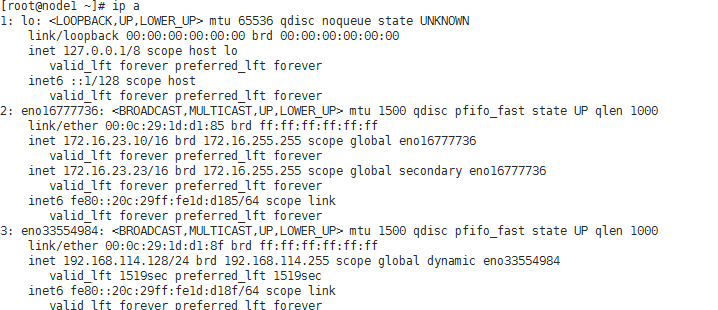 [root@node1 ~]# ip a
1: lo: <LOOPBACK,UP,LOWER_UP> mtu 65536 qdisc noqueue state UNKNOWN
    link/loopback 00:00:00:00:00:00 brd 00:00:00:00:00:00
    inet 127.0.0.1/8 scope host lo
       valid_lft forever preferred_lft forever
    inet6 ::1/128 scope host
       valid_lft forever preferred_lft forever
2: eno16777736: <BROADCAST,MULTICAST,UP,LOWER_UP> mtu 1500 qdisc pfifo_fast state UP qlen 1000
    link/ether 00:0c:29:1d:d1:85 brd ff:ff:ff:ff:ff:ff
    inet 172.16.23.10/16 brd 172.16.255.255 scope global eno16777736
       valid_lft forever preferred_lft forever
    inet 172.16.23.23/16 brd 172.16.255.255 scope global secondary eno16777736
       valid_lft forever preferred_lft forever
    inet6 fe80::20c:29ff:fe1d:d185/64 scope link
       valid_lft forever preferred_lft forever
3: eno33554984: <BROADCAST,MULTICAST,UP,LOWER_UP> mtu 1500 qdisc pfifo_fast state UP qlen 1000
    link/ether 00:0c:29:1d:d1:8f brd ff:ff:ff:ff:ff:ff
    inet 192.168.114.128/24 brd 192.168.114.255 scope global dynamic eno33554984
       valid_lft 1519sec preferred_lft 1519sec
    inet6 fe80::20c:29ff:fe1d:d18f/64 scope link
       valid_lft forever preferred_lft forever